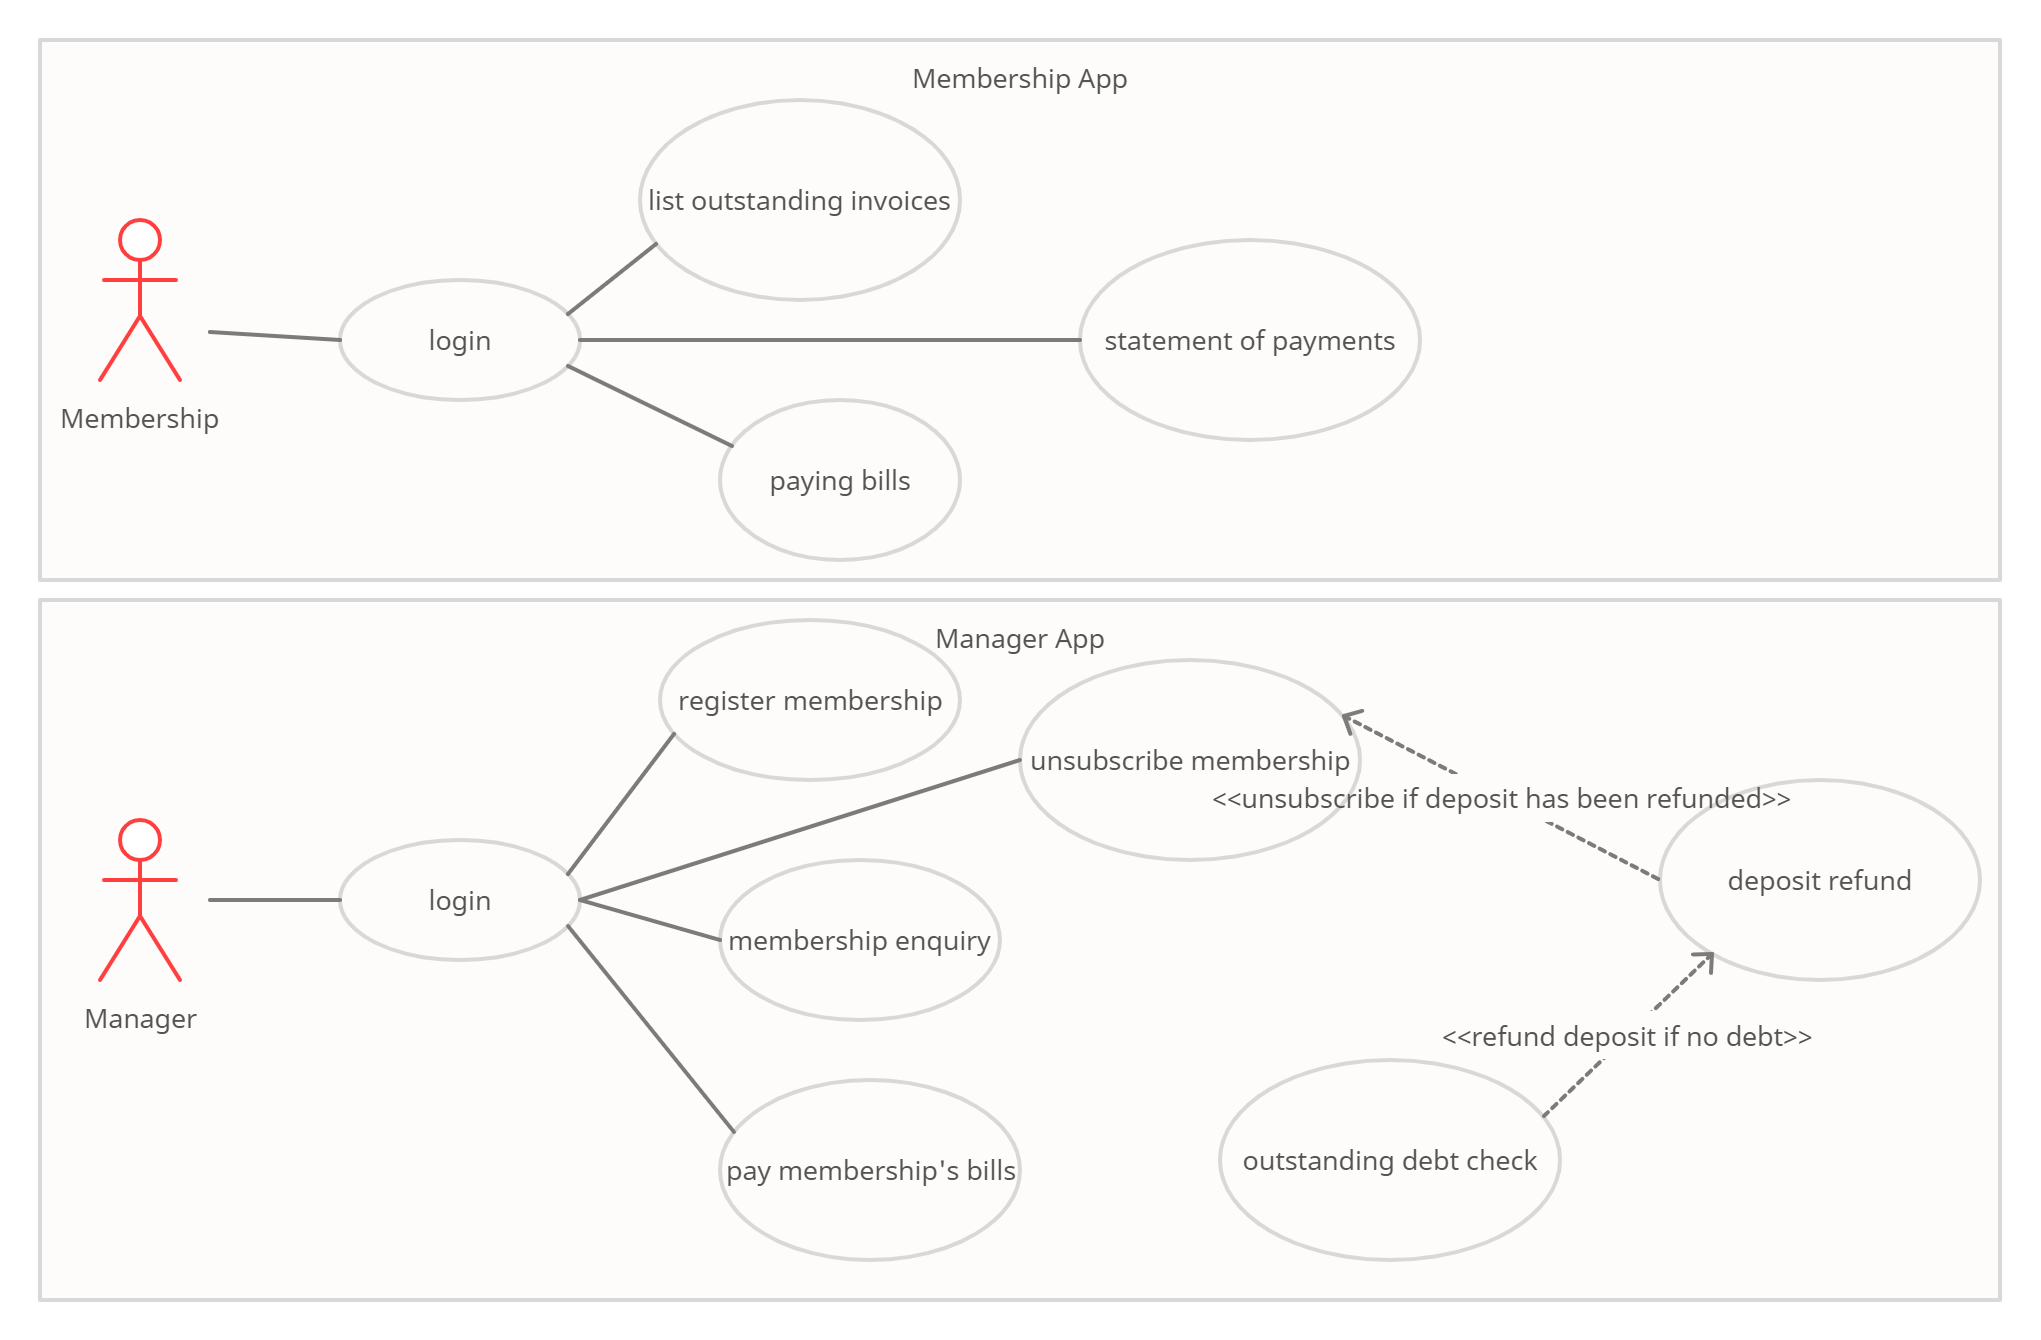 Membership App
list outstanding invoices
login
statement of payments
Membership
paying bills
Manager App
register membership
unsubscribe membership
<<unsubscribe if deposit has been refunded>>
deposit refund
login
membership enquiry
Manager
<<refund deposit if no debt>>
outstanding debt check
pay membership's bills